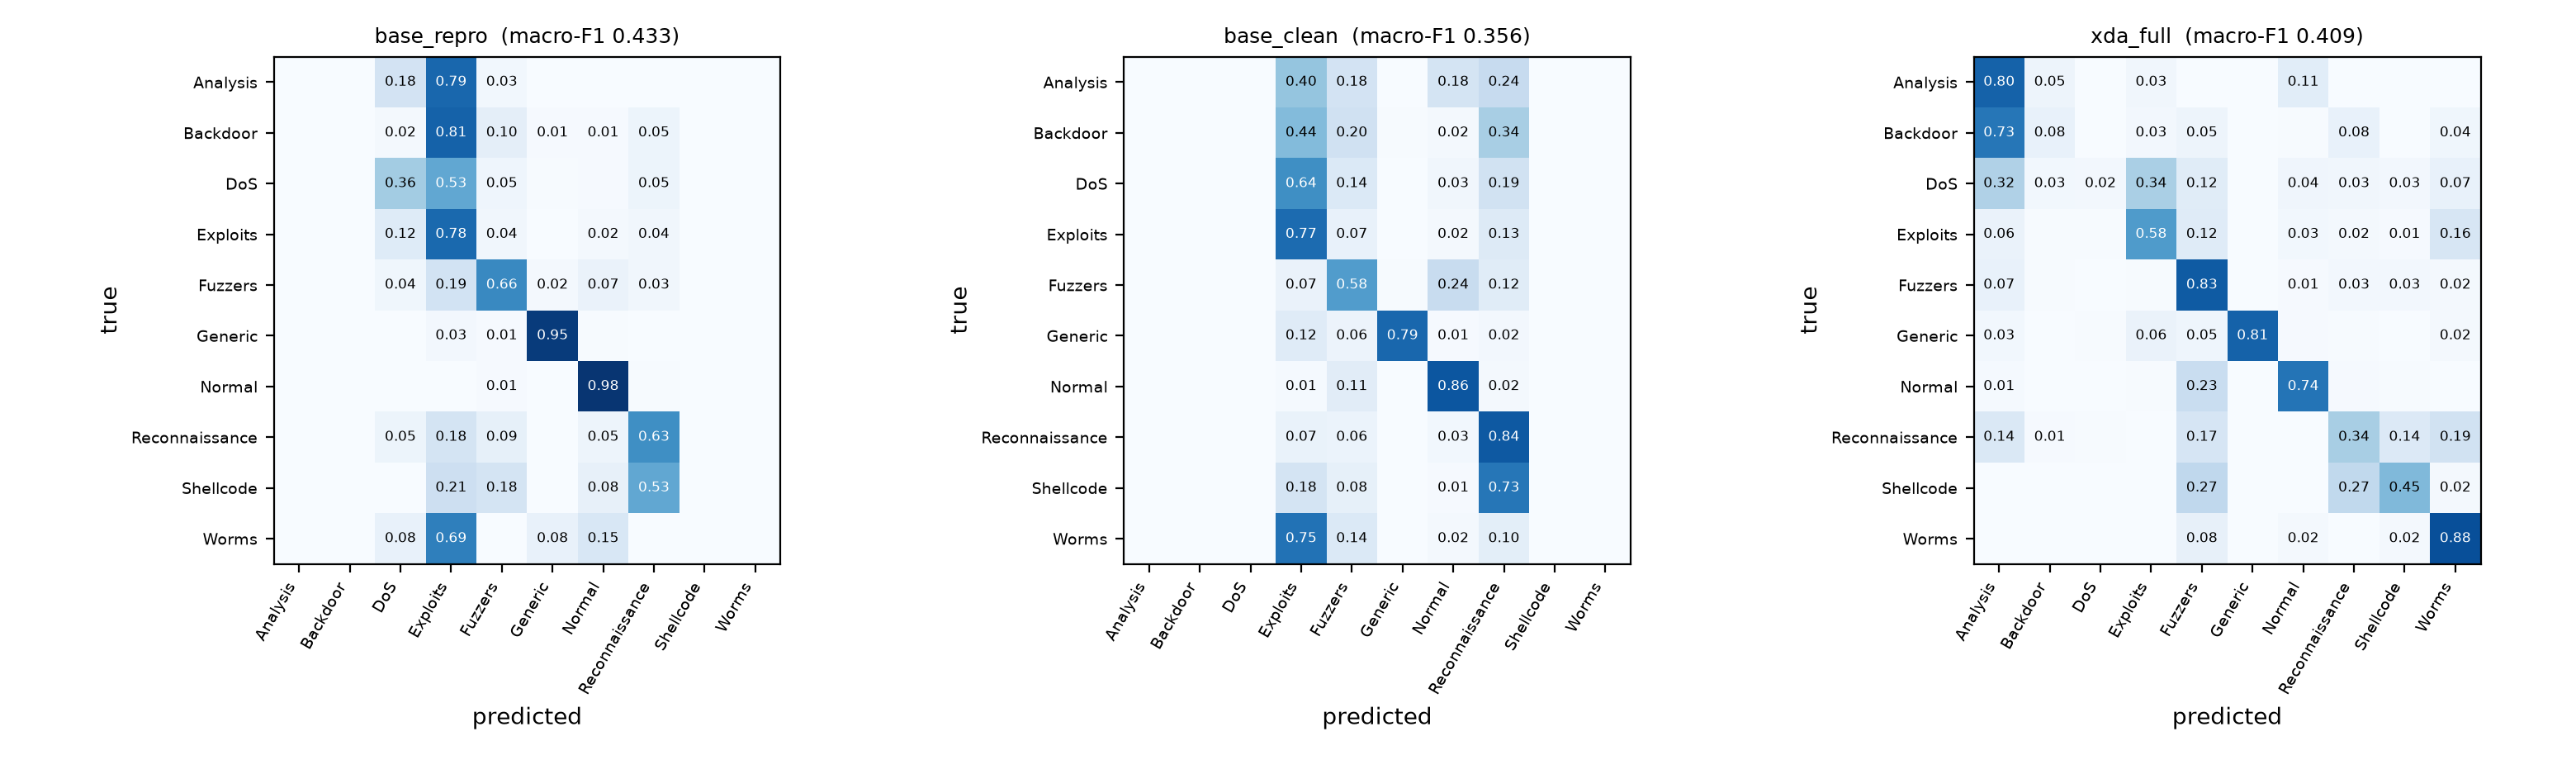 base_repro  (macro-F1 0.433)
true
Analysis 0.18 0.79 0.03
Backdoor 0.02 0.81 0.10 0.01 0.01 0.05
DoS 0.36 0.53 0.05 0.05
Exploits 0.12 0.78 0.04 0.02 0.04
Fuzzers 0.04 0.19 0.66 0.02 0.07 0.03
Generic 0.03 0.01 0.95
Normal 0.01 0.98
Reconnaissance 0.05 0.18 0.09 0.05 0.63
Shellcode 0.21 0.18 0.08 0.53
Worms 0.08 0.69 0.08 0.15
Analysis Backdoor DoS Exploits Fuzzers Generic Normal Reconnaissance Shellcode Worms
predicted
base_clean  (macro-F1 0.356)
true
Analysis 0.40 0.18 0.18 0.24
Backdoor 0.44 0.20 0.02 0.34
DoS 0.64 0.14 0.03 0.19
Exploits 0.77 0.07 0.02 0.13
Fuzzers 0.07 0.58 0.24 0.12
Generic 0.12 0.06 0.79 0.01 0.02
Normal 0.01 0.11 0.86 0.02
Reconnaissance 0.07 0.06 0.03 0.84
Shellcode 0.18 0.08 0.01 0.73
Worms 0.75 0.14 0.02 0.10
Analysis Backdoor DoS Exploits Fuzzers Generic Normal Reconnaissance Shellcode Worms
predicted
xda_full  (macro-F1 0.409)
true
Analysis 0.80 0.05 0.03 0.11
Backdoor 0.73 0.08 0.03 0.05 0.08 0.04
DoS 0.32 0.03 0.02 0.34 0.12 0.04 0.03 0.03 0.07
Exploits 0.06 0.58 0.12 0.03 0.02 0.01 0.16
Fuzzers 0.07 0.83 0.01 0.03 0.03 0.02
Generic 0.03 0.06 0.05 0.81 0.02
Normal 0.01 0.23 0.74
Reconnaissance 0.14 0.01 0.17 0.34 0.14 0.19
Shellcode 0.27 0.27 0.45 0.02
Worms 0.08 0.02 0.02 0.88
Analysis Backdoor DoS Exploits Fuzzers Generic Normal Reconnaissance Shellcode Worms
predicted